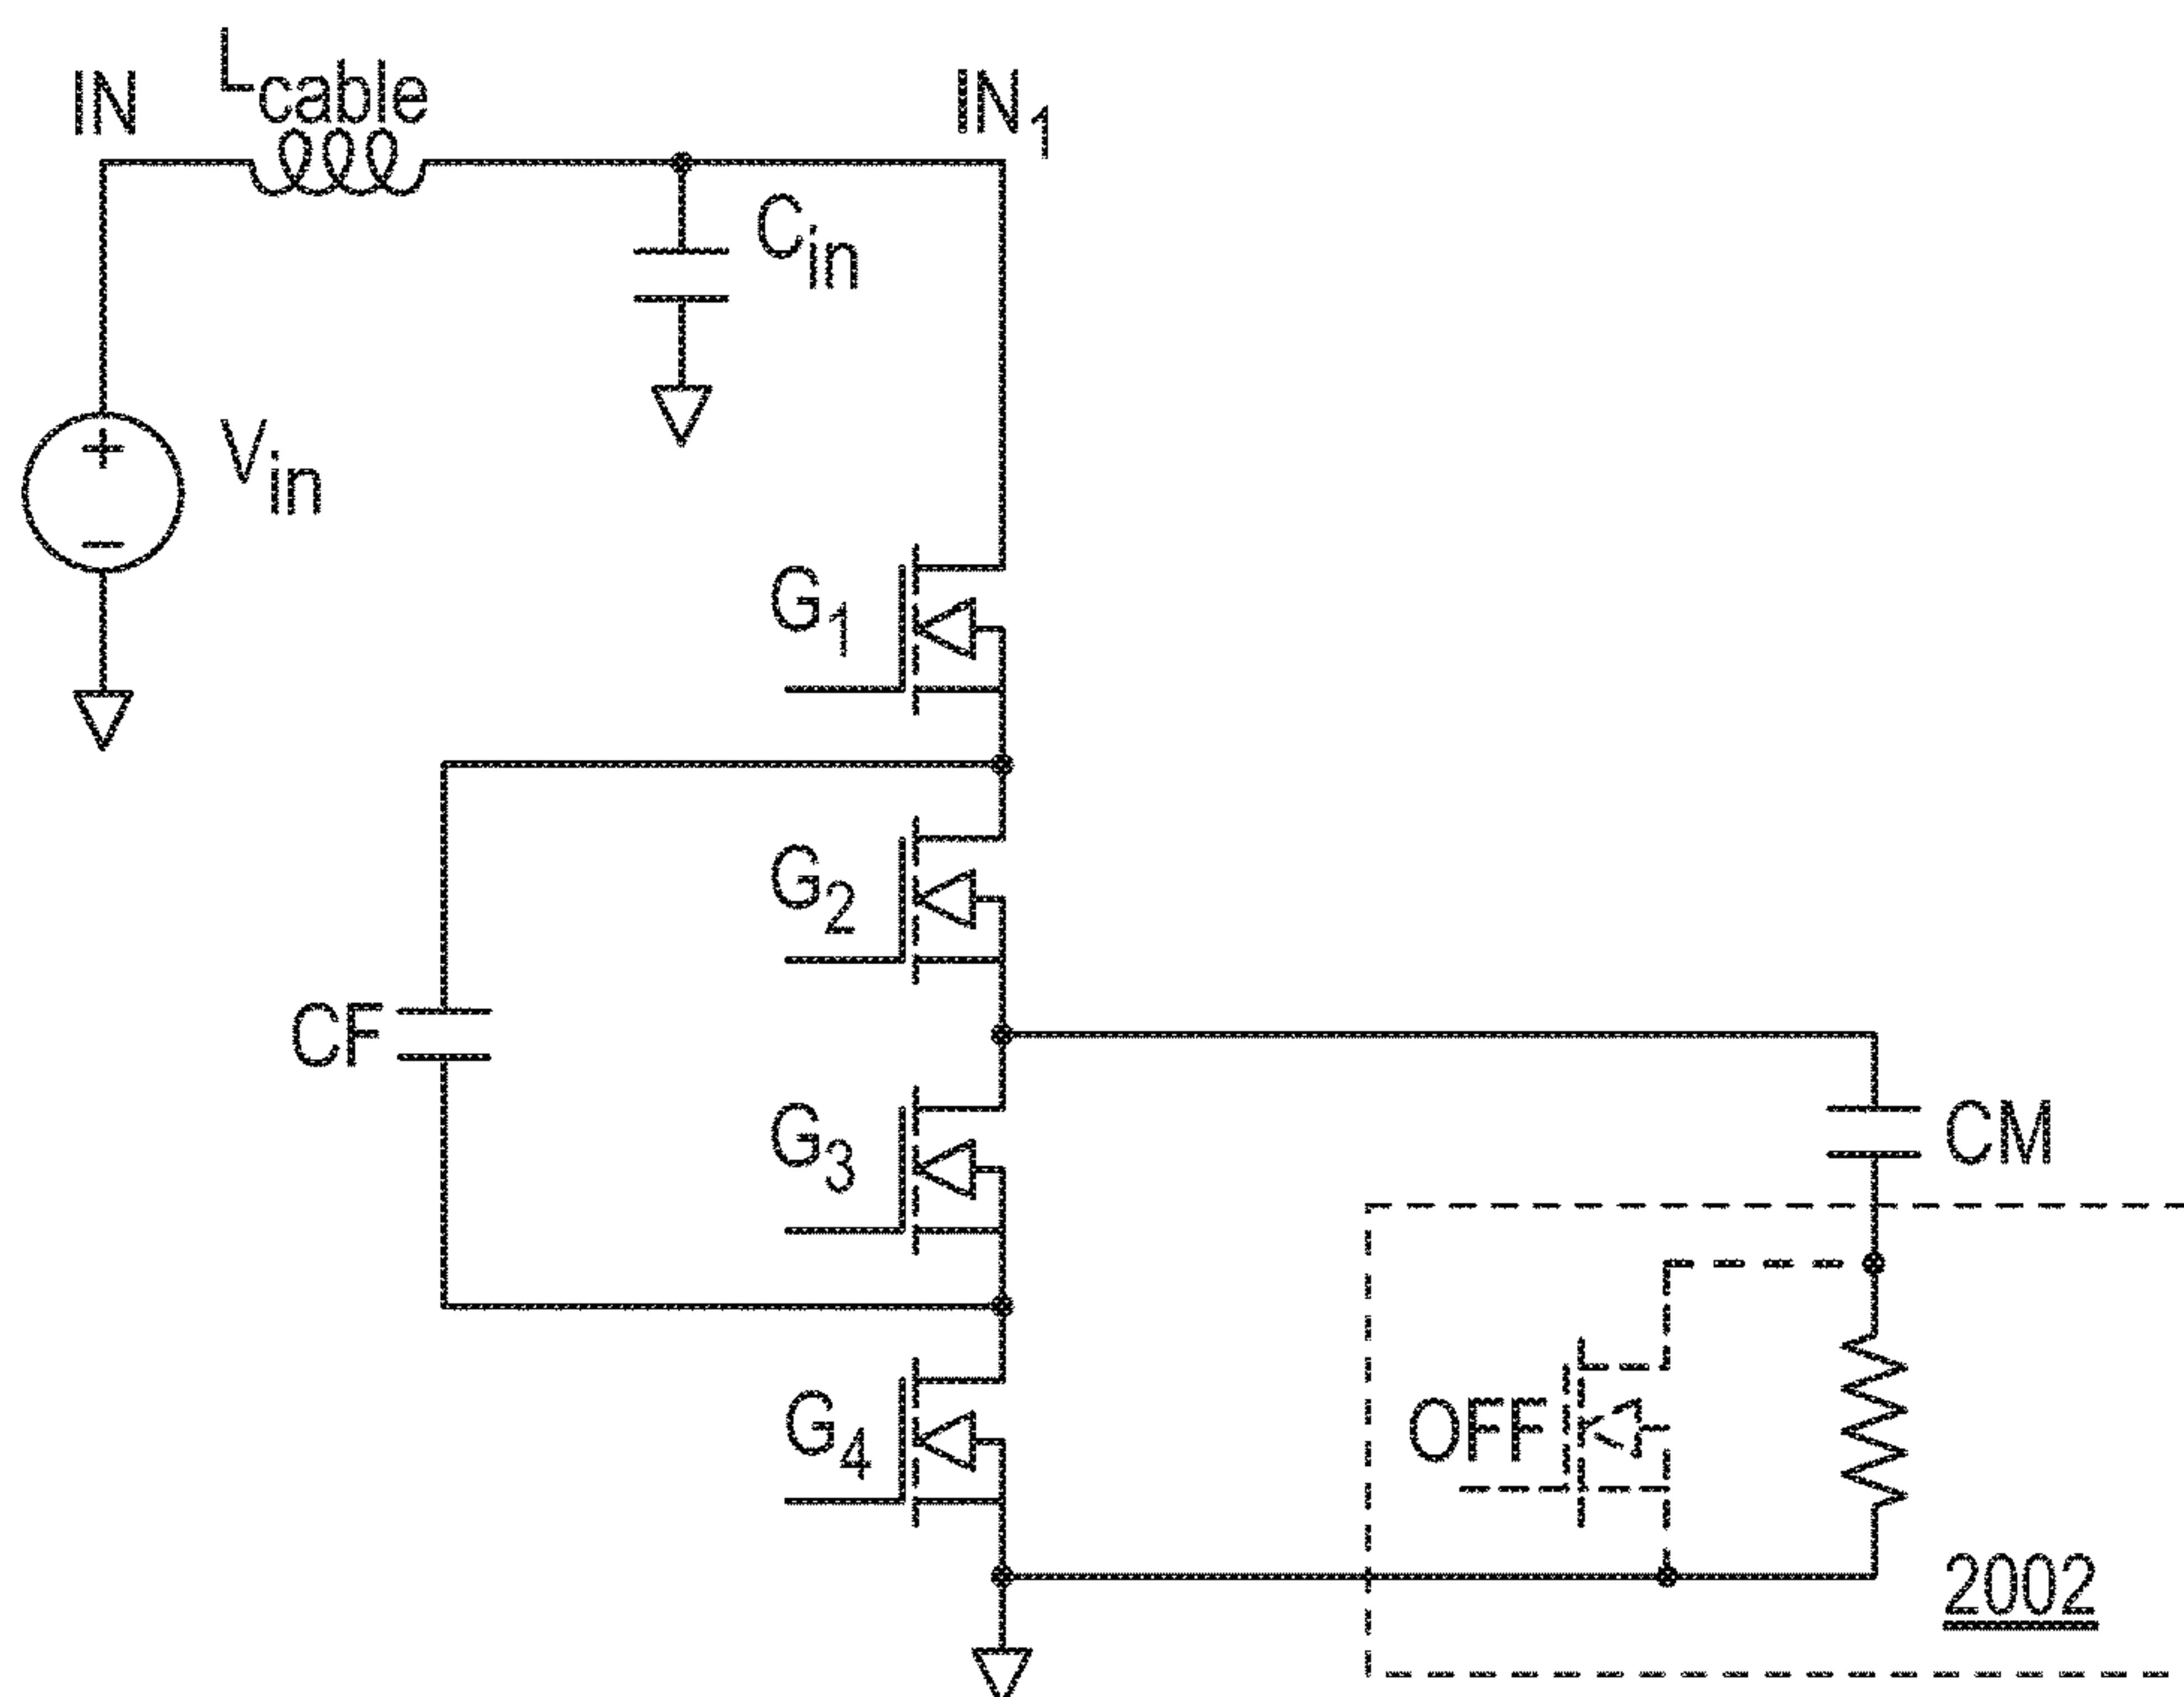 IN
Lcable
IN1
Cin
+
Vin
−
G1
G2
CF
G3
CM
G4
OFF
2002